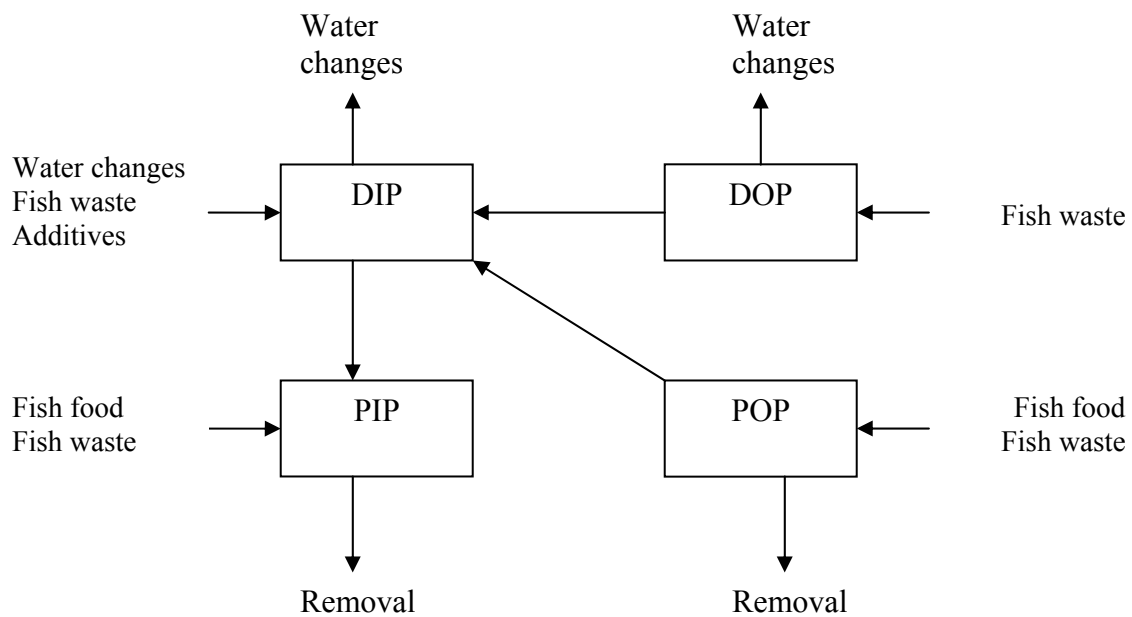 Water
changes
Water
changes
Water changes
Fish waste
Additives
DIP
DOP
Fish waste
Fish food
Fish waste
PIP
POP
Fish food
Fish waste
Removal
Removal